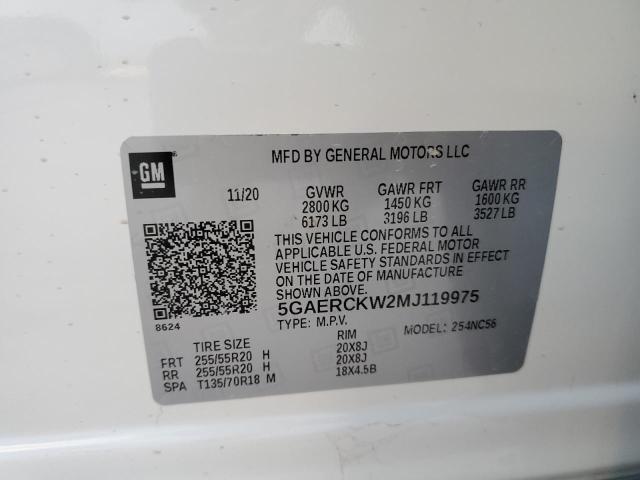 GM
MFD BY GENERAL MOTORS LLC
11/20 GVWR GAWR FRT GAWR RR
2800 KG 1450 KG 1600 KG
6173 LB 3196 LB 3527 LB
THIS VEHICLE CONFORMS TO ALL
APPLICABLE U.S. FEDERAL MOTOR
VEHICLE SAFETY STANDARDS IN EFFECT
ON THE DATE OF MANUFACTURE
SHOWN ABOVE.
5GAERCKW2MJ119975
8624
TYPE: M.P.V. MODEL: 254NC56
TIRE SIZE RIM
FRT 255/55R20 H 20X8J
RR 255/55R20 H 20X8J
SPA T135/70R18 M 18X4.5B